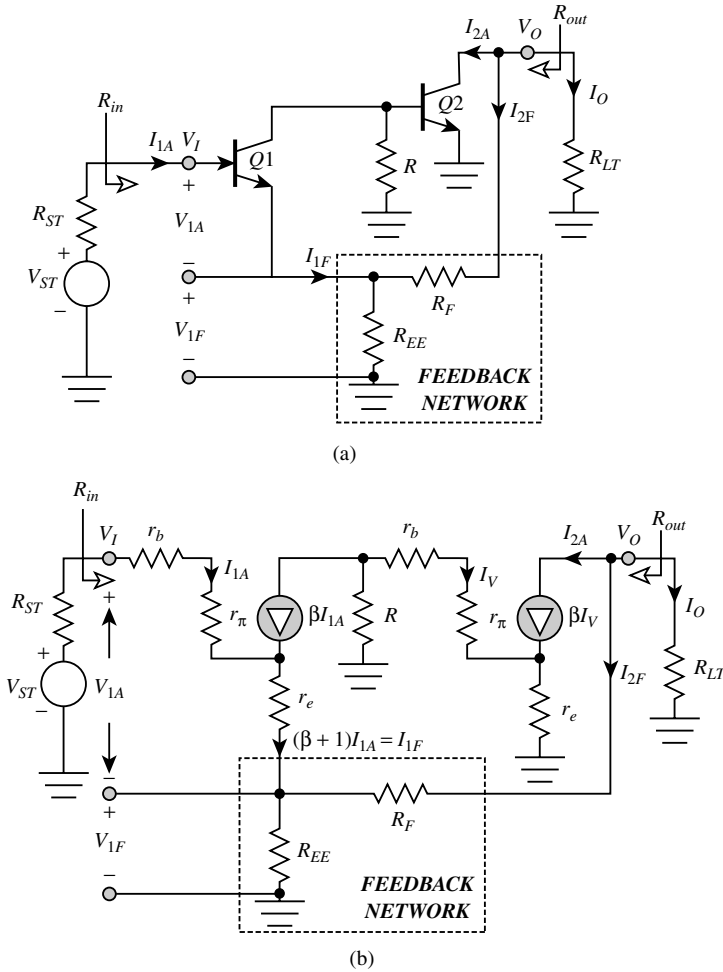 I2A VO Rout
Rin Q2 IO
I1A VI I2F
Q1
R RLT
RST +
V1A
+
VST − I1F
− + RF
V1F REE
− FEEDBACK
NETWORK
(a)
Rin
VI rb rb I2A VO Rout
I1A IV IO
RST + rπ βI1A R rπ βIV
+ I2F RLT
VST V1A re re
−
(β + 1)I1A = I1F
−
+ RF
V1F REE
− FEEDBACK
NETWORK
(b)